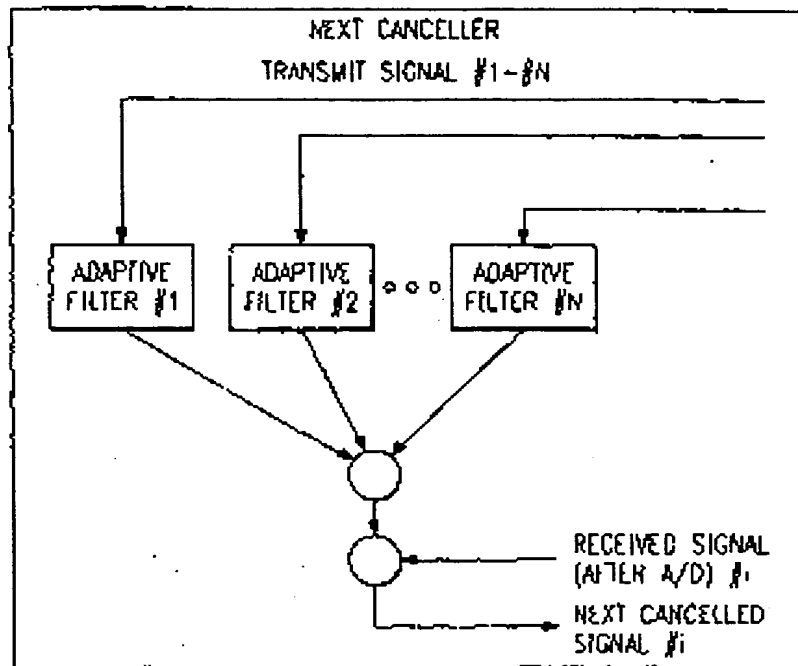 NEXT CANCELLER
TRANSMIT SIGNAL #1-#N
ADAPTIVE
FILTER #1
ADAPTIVE
FILTER #2
ADAPTIVE
FILTER #N
RECEIVED SIGNAL
(AFTER A/D) #i
NEXT CANCELLED
SIGNAL #i